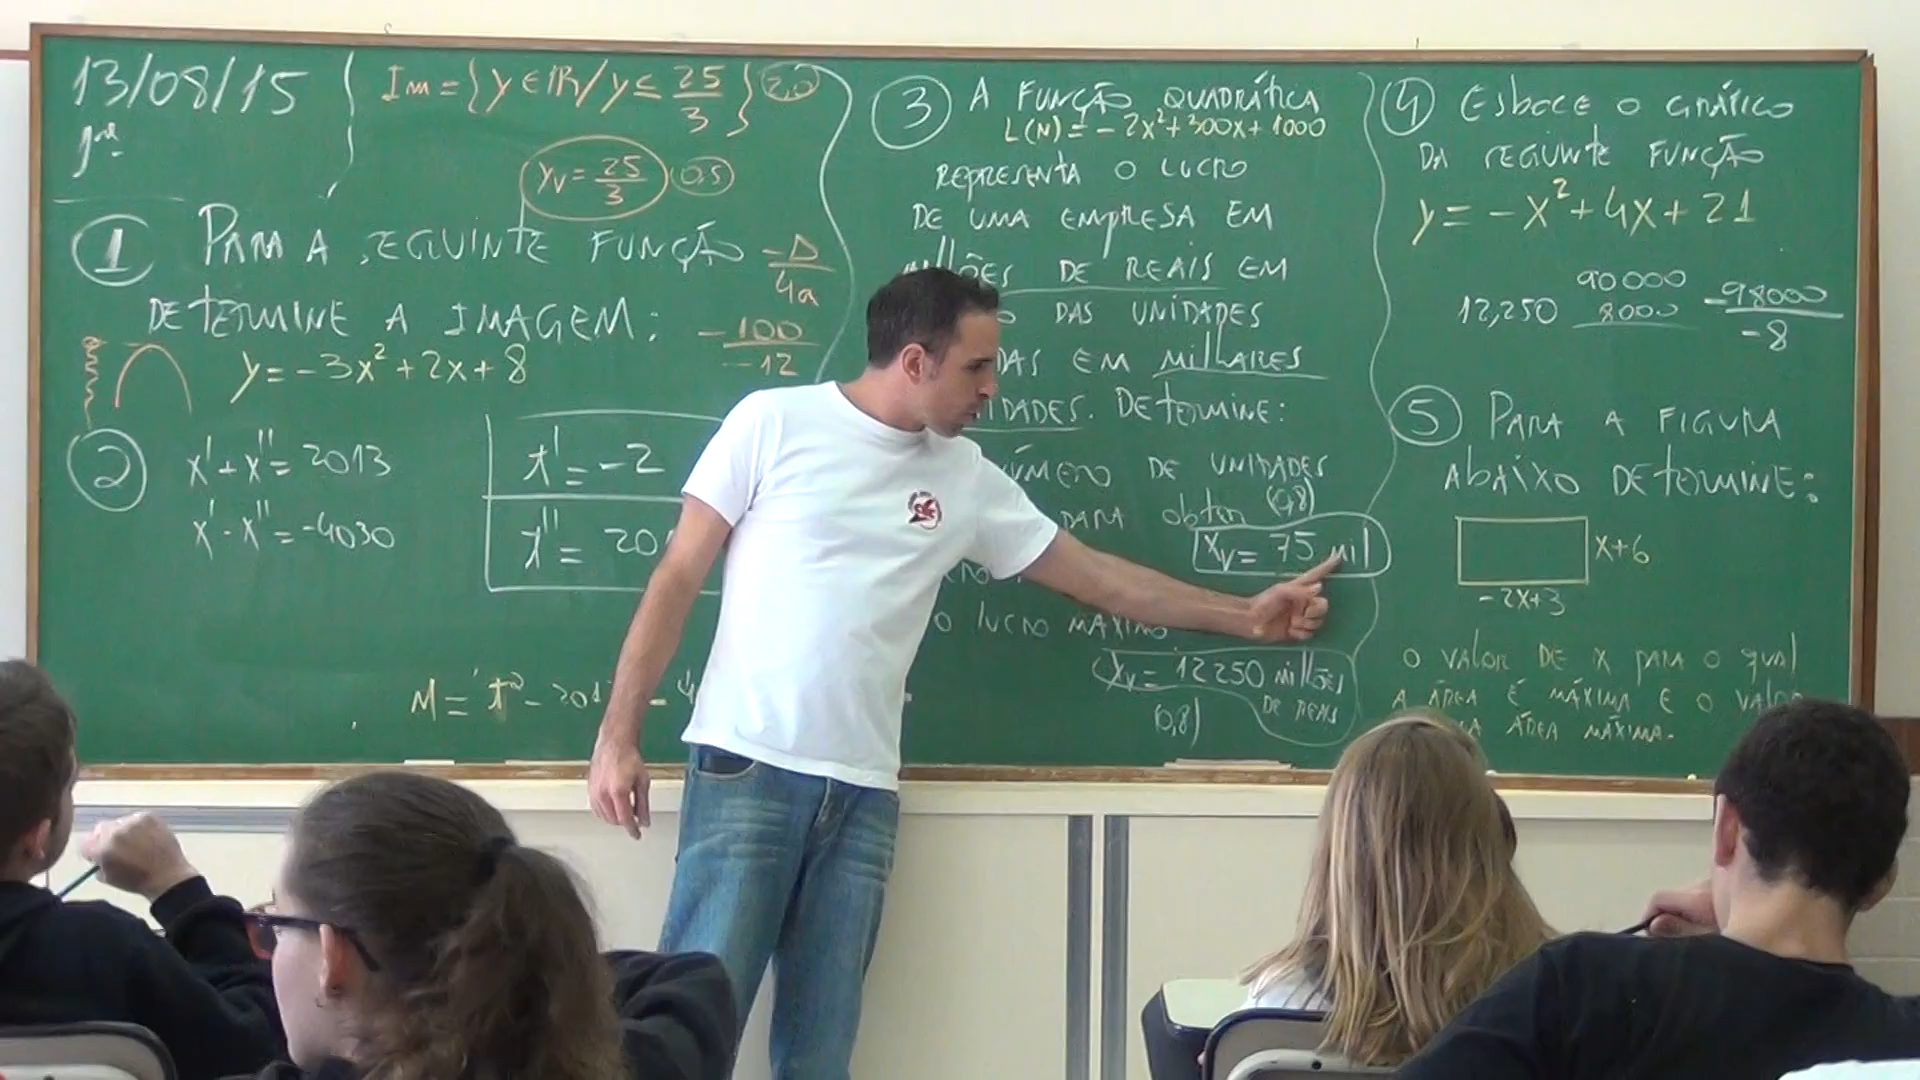 13/08/15
Im = {y ∈ IR / y ≤ 25/3} 2,0
yv = 25/3 (0,5)
① PARA A SEGUINTE FUNÇÃO
DETERMINE A IMAGEM:
y = -3x² + 2x + 8
-Δ/4a
-100/-12
② x' + x'' = 2013
x' · x'' = -4030
x' = -2
x'' = 20
M =
③ A FUNÇÃO QUADRÁTICA
L(N) = -2x² + 300x + 1000
REPRESENTA O LUCRO
DE UMA EMPRESA EM
DE REAIS EM
DAS UNIDADES
EM MILHARES
DETERMINE:
DE UNIDADES
PARA obter (0,8)
xv = 75 mil
O LUCRO MÁXIMO
= 12250 milhões
DE REAIS
(0,8)
④ ESBOCE O GRÁFICO
DA SEGUINTE FUNÇÃO
y = -x² + 4x + 21
12,250
90000
8000
-98000/-8
⑤ PARA A FIGURA
ABAIXO DETERMINE:
x+6
-2x+3
O VALOR DE X PARA O qual
A ÁREA É MÁXIMA E O VALOR
ÁREA MÁXIMA.